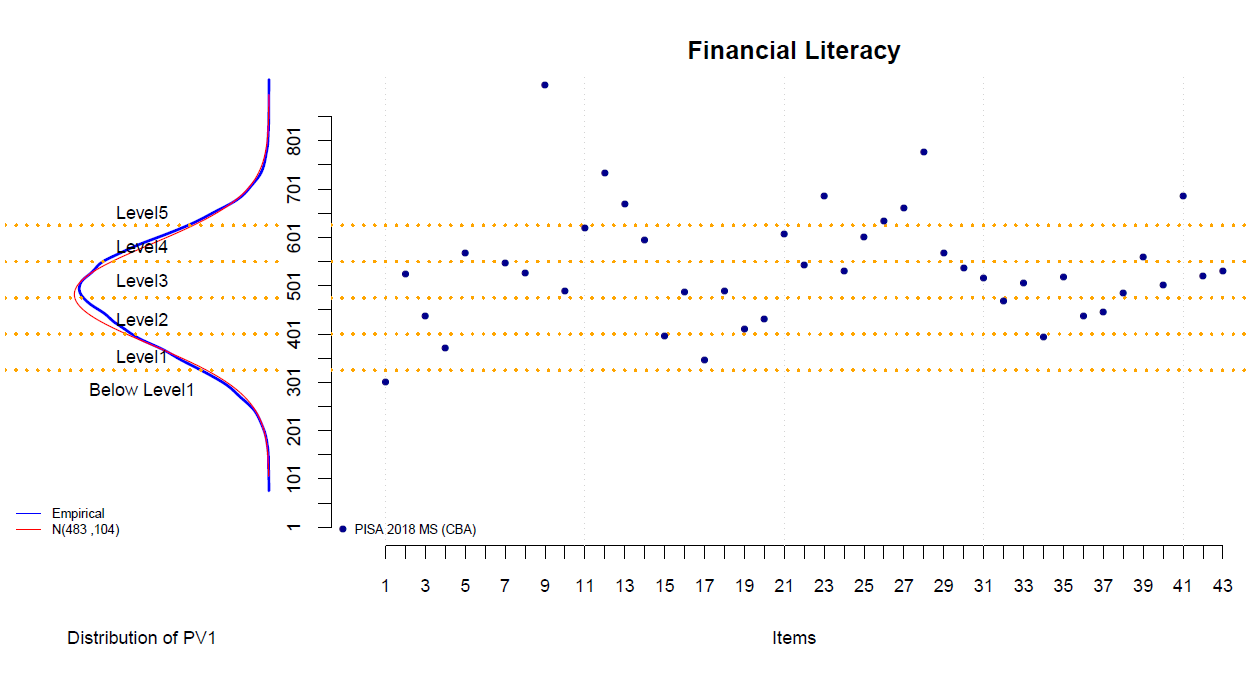 Financial Literacy
Level5
Level4
Level3
Level2
Level1
Below Level1
801
701
601
501
401
301
201
101
1
Empirical
N(483 ,104)
PISA 2018 MS (CBA)
1 3 5 7 9 11 13 15 17 19 21 23 25 27 29 31 33 35 37 39 41 43
Distribution of PV1
Items